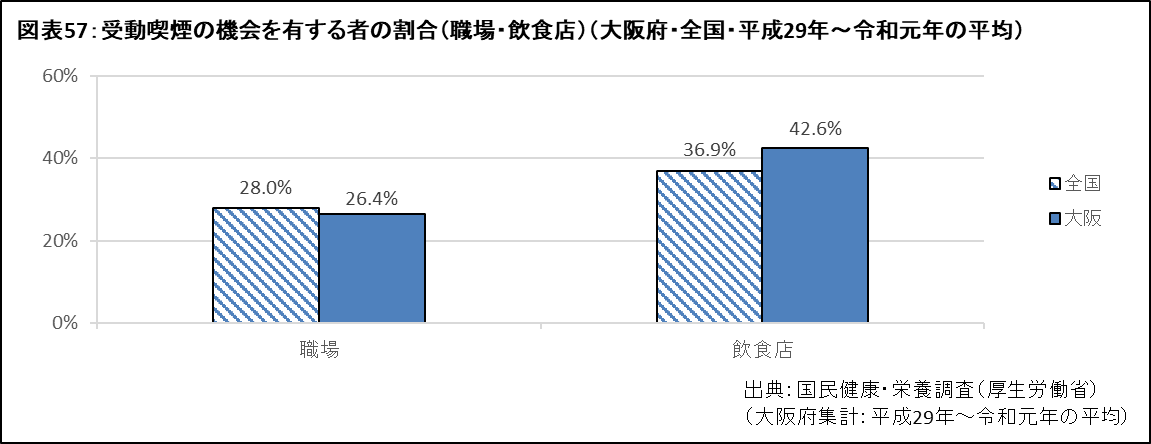 図表57：受動喫煙の機会を有する者の割合（職場・飲食店）（大阪府・全国・平成29年～令和元年の平均）
60%
40%
20%
0%
28.0%
26.4%
36.9%
42.6%
職場
飲食店
全国
大阪
出典：国民健康・栄養調査（厚生労働省）
（大阪府集計：平成29年～令和元年の平均）